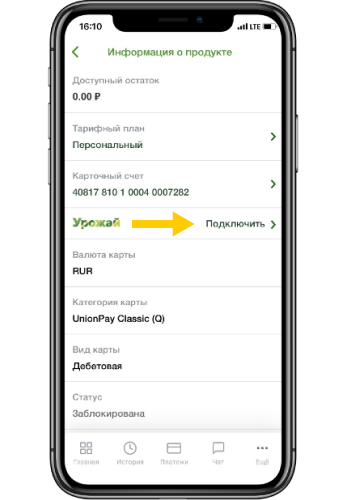 16:10
LTE
Информация о продукте
Доступный остаток
0.00 ₽
Тарифный план
Персональный
Карточный счет
40817 810 1 0004 0007282
Урожай Подключить
Валюта карты
RUR
Категория карты
UnionPay Classic (Q)
Вид карты
Дебетовая
Статус
Заблокирована
Главная История Платежи Чат Ещё